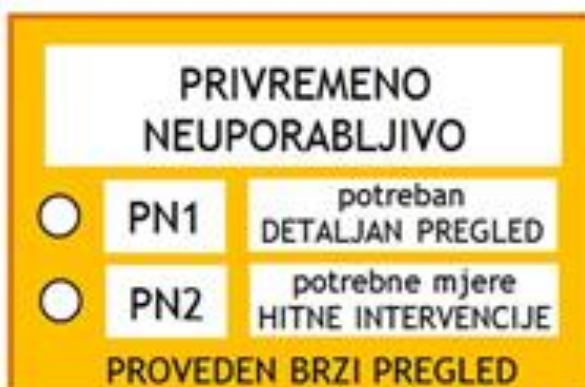 PRIVREMENO
NEUPORABLJIVO
PN1
potreban
DETALJAN PREGLED
PN2
potrebne mjere
HITNE INTERVENCIJE
PROVEDEN BRZI PREGLED